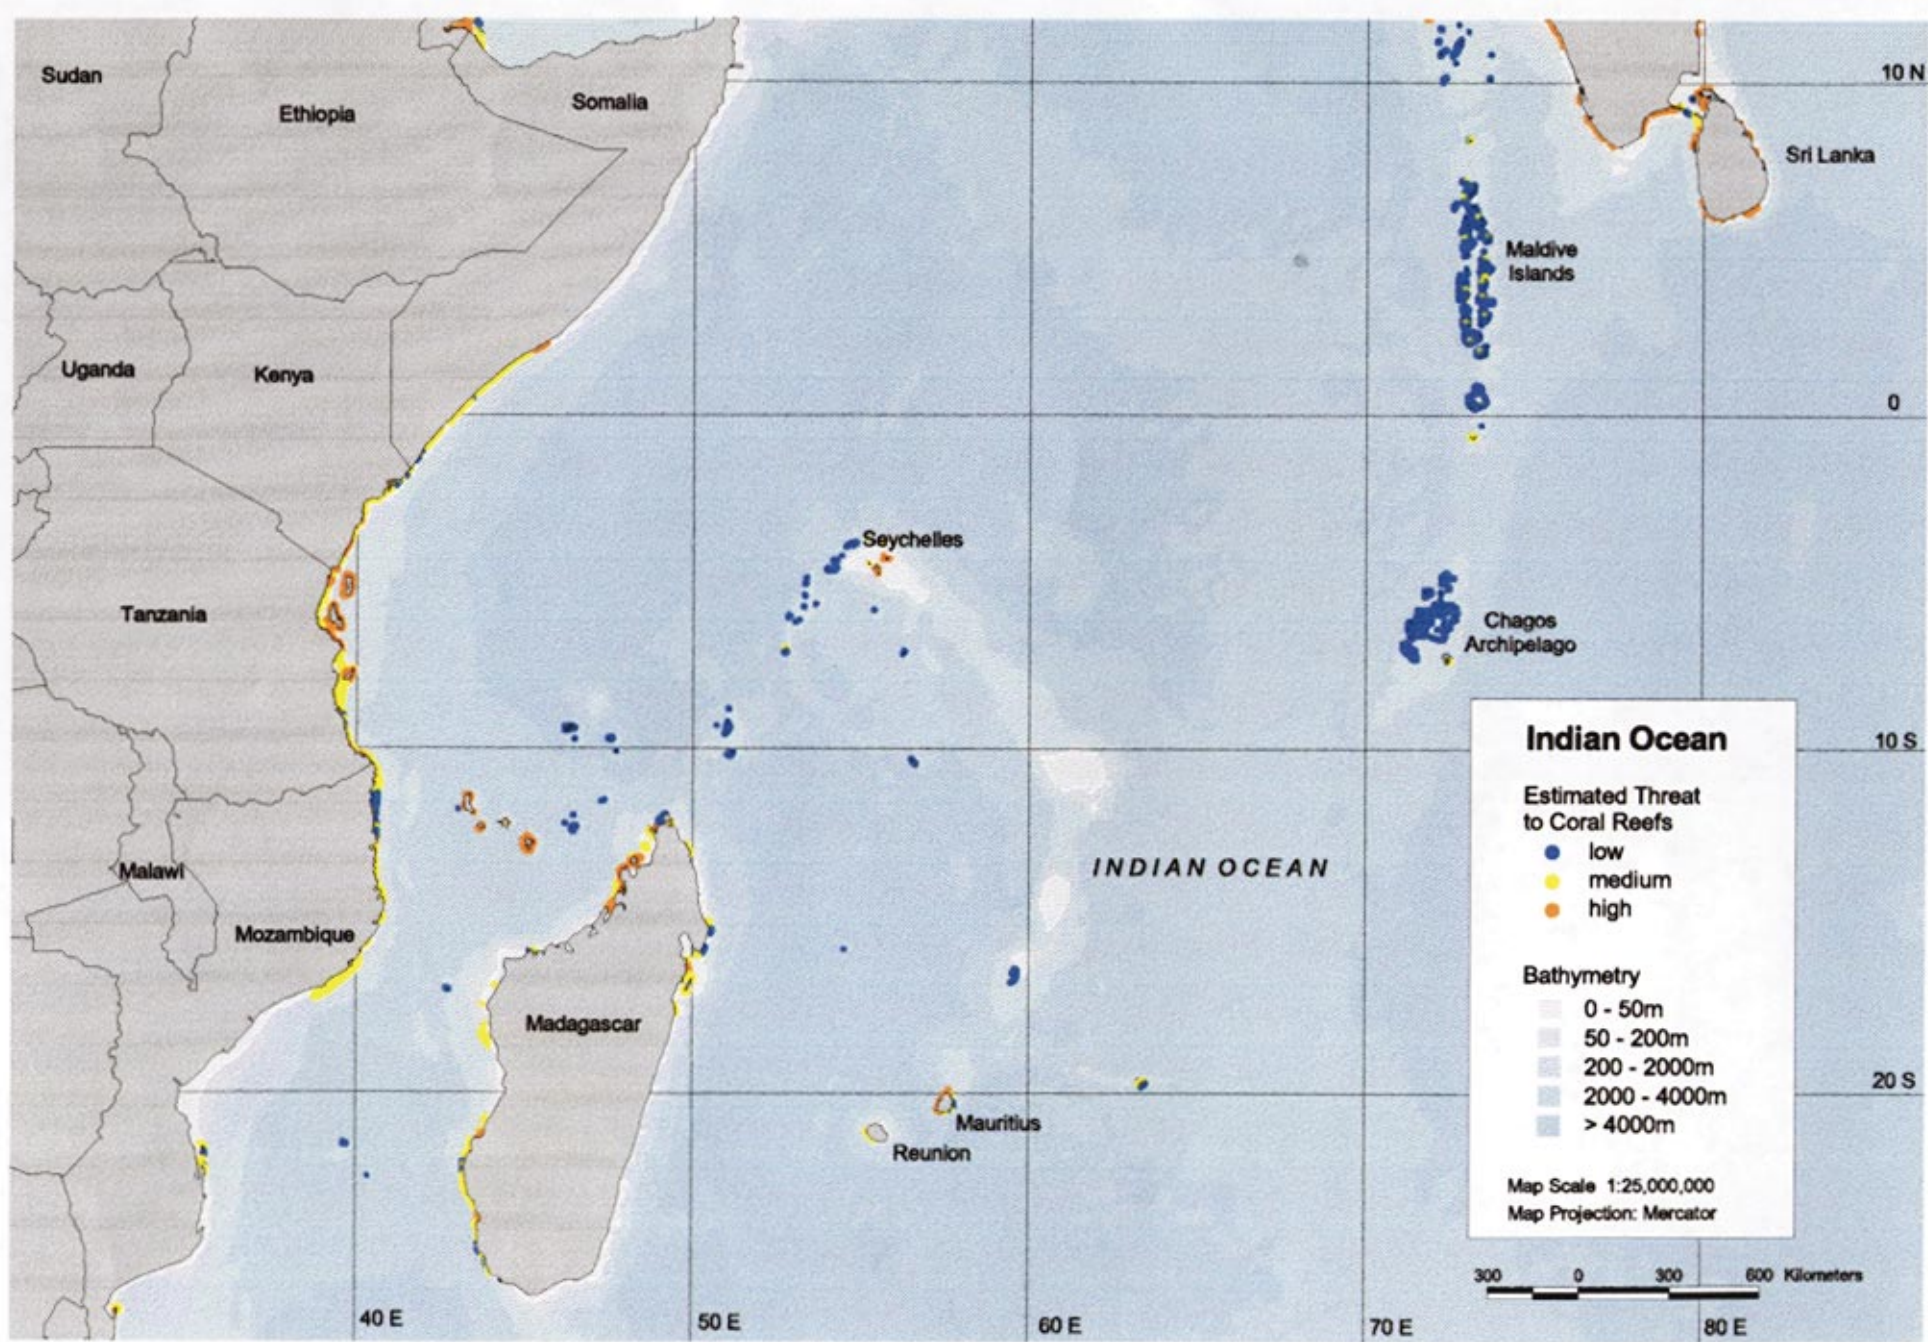 Sudan
Ethiopia
Somalia
10 N
Sri Lanka
Maldive
Islands
Uganda
Kenya
0
Seychelles
Tanzania
Chagos
Archipelago
10 S
Malawi
Mozambique
INDIAN OCEAN
Madagascar
20 S
Mauritius
Reunion
Indian Ocean
Estimated Threat
to Coral Reefs
low
medium
high
Bathymetry
0 - 50m
50 - 200m
200 - 2000m
2000 - 4000m
> 4000m
Map Scale 1:25,000,000
Map Projection: Mercator
300 0 300 600 Kilometers
40 E
50 E
60 E
70 E
80 E